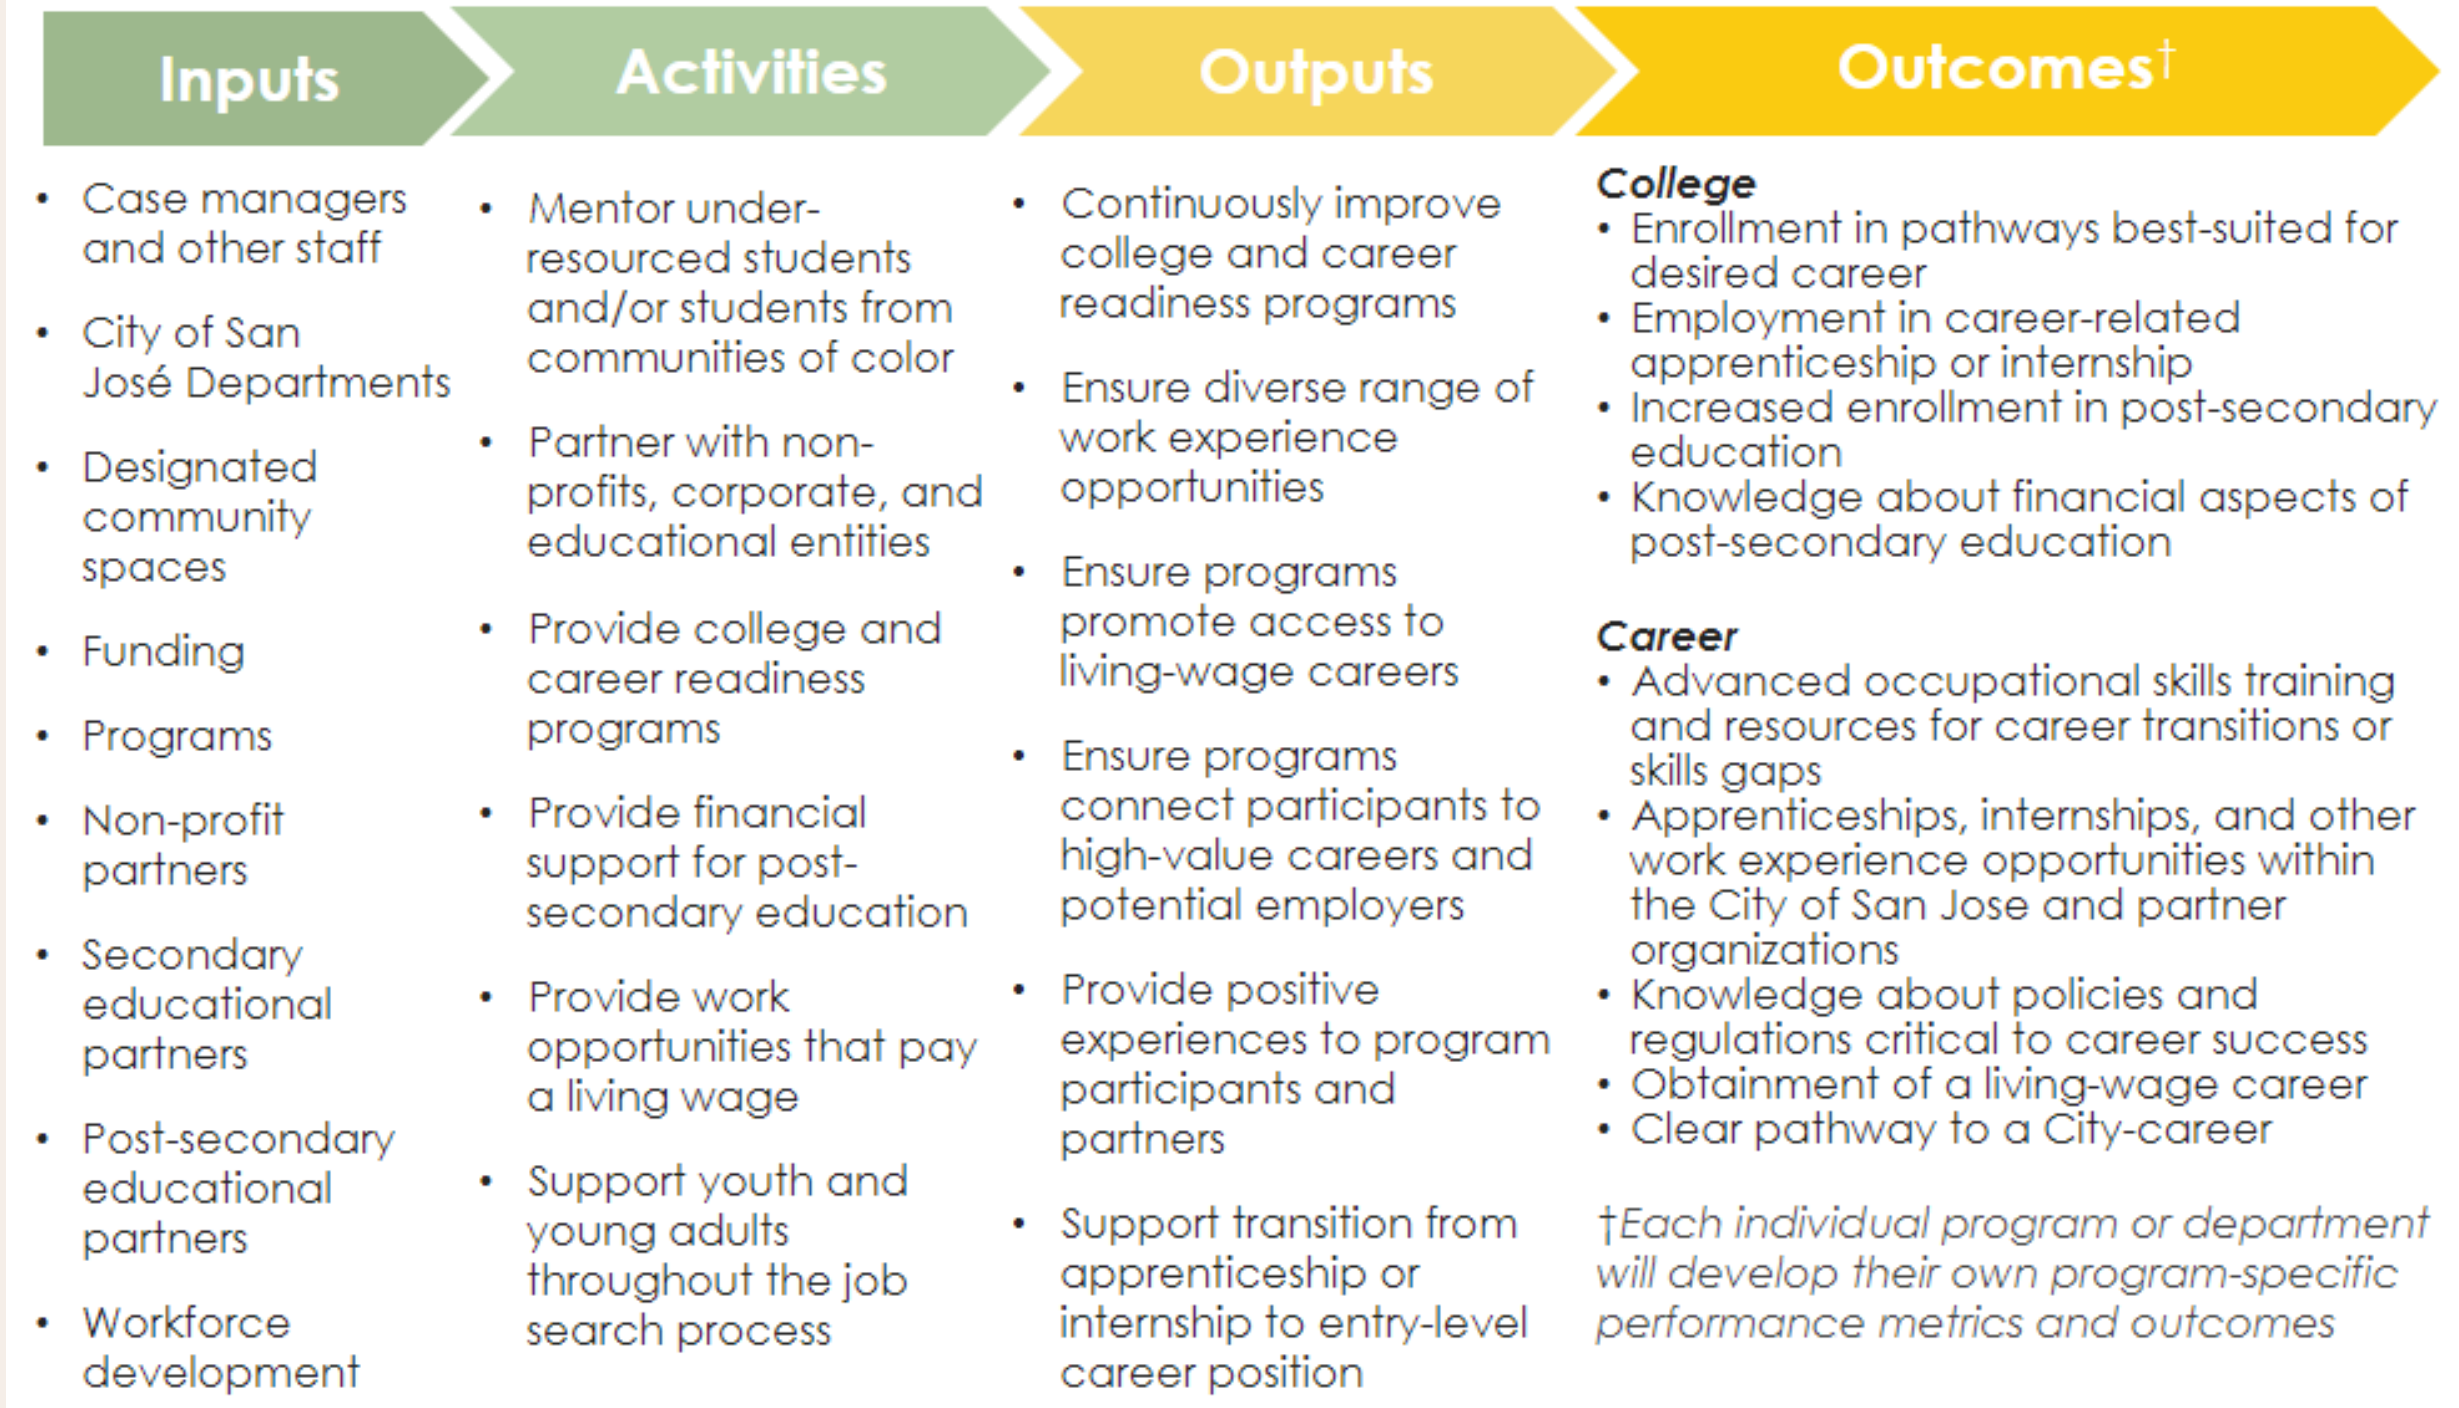 Inputs
Activities
Outputs
Outcomes†
• Case managers
and other staff
• City of San
José Departments
• Designated
community
spaces
• Funding
• Programs
• Non-profit
partners
• Secondary
educational
partners
• Post-secondary
educational
partners
• Workforce
development
• Mentor under-
resourced students
and/or students from
communities of color
• Partner with non-
profits, corporate, and
educational entities
• Provide college and
career readiness
programs
• Provide financial
support for post-
secondary education
• Provide work
opportunities that pay
a living wage
• Support youth and
young adults
throughout the job
search process
• Continuously improve
college and career
readiness programs
• Ensure diverse range of
work experience
opportunities
• Ensure programs
promote access to
living-wage careers
• Ensure programs
connect participants to
high-value careers and
potential employers
• Provide positive
experiences to program
participants and
partners
• Support transition from
apprenticeship or
internship to entry-level
career position
College
• Enrollment in pathways best-suited for
desired career
• Employment in career-related
apprenticeship or internship
• Increased enrollment in post-secondary
education
• Knowledge about financial aspects of
post-secondary education
Career
• Advanced occupational skills training
and resources for career transitions or
skills gaps
• Apprenticeships, internships, and other
work experience opportunities within
the City of San Jose and partner
organizations
• Knowledge about policies and
regulations critical to career success
• Obtainment of a living-wage career
• Clear pathway to a City-career
†Each individual program or department
will develop their own program-specific
performance metrics and outcomes